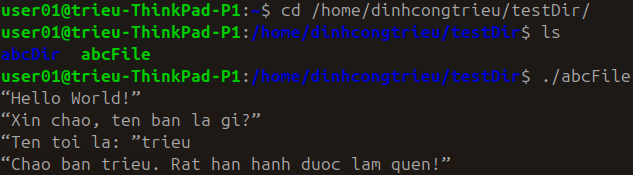 user01@trieu-ThinkPad-P1:~$ cd /home/dinhcongtrieu/testDir/
user01@trieu-ThinkPad-P1:/home/dinhcongtrieu/testDir$ ls
abcDir  abcFile
user01@trieu-ThinkPad-P1:/home/dinhcongtrieu/testDir$ ./abcFile
“Hello World!”
“Xin chao, ten ban la gi?”
“Ten toi la: ”trieu
“Chao ban trieu. Rat han hanh duoc lam quen!”